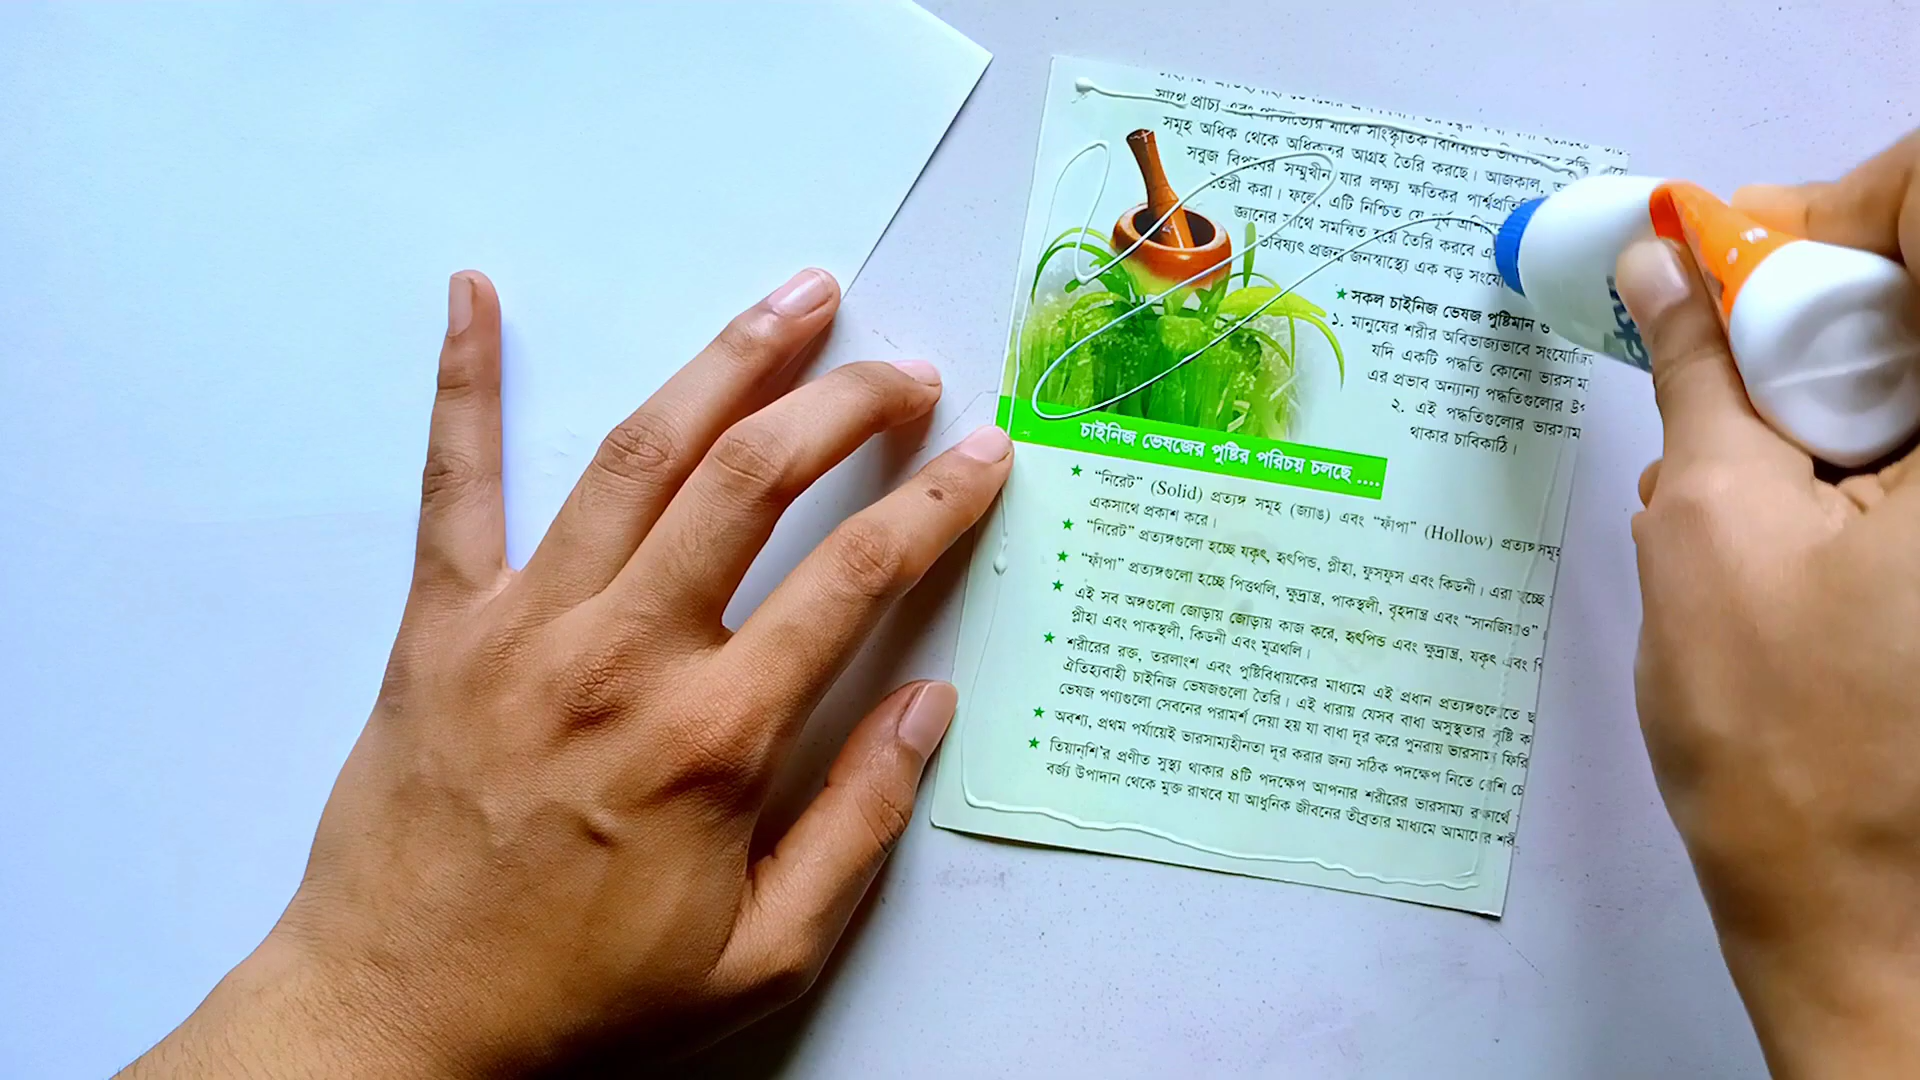 সাথে প্রাচ্য এবং পাশ্চাত্যের মাঝে সাংস্কৃতিক বিনিময়ও
সমূহ অধিক থেকে অধিকতর আগ্রহ তৈরি করছে। আজকাল,
সবুজ বিপ্লবের সম্মুখীন যার লক্ষ্য ক্ষতিকর
তৈরী করা। ফলে, এটি নিশ্চিত যে পূর্ব
জ্ঞানের সাথে সমন্বিত হয়ে তৈরি করবে
ভবিষ্যৎ প্রজন্ম জনস্বাস্থ্যে এক বড়
★ সকল চাইনিজ ভেষজ পুষ্টিমান ও
১. মানুষের শরীর অবিভাজ্যভাবে
যদি একটি পদ্ধতি কোনো ভারসা
এর প্রভাব অন্যান্য পদ্ধতিগুলোর
২. এই পদ্ধতিগুলোর ভারসাম
থাকার চাবিকাঠি।
চাইনিজ ভেষজের পুষ্টির পরিচয় চলছে ....
★ “নিরেট” (Solid) প্রত্যঙ্গ সমূহ (জ্যাঙ) এবং “ফাঁপা” (Hollow) প্রত্যঙ্গ সমূহ
একসাথে প্রকাশ করে।
★ “নিরেট” প্রত্যঙ্গগুলো হচ্ছে যকৃৎ, হৃৎপিন্ড, প্লীহা, ফুসফুস এবং কিডনী। এরা হচ্ছে
★ “ফাঁপা” প্রত্যঙ্গগুলো হচ্ছে পিত্তথলি, ক্ষুদ্রান্ত্র, পাকস্থলী, বৃহদান্ত্র এবং “সানজিয়াও”
★ এই সব অঙ্গগুলো জোড়ায় জোড়ায় কাজ করে, হৃৎপিন্ড এবং ক্ষুদ্রান্ত্র, যকৃৎ এবং
প্লীহা এবং পাকস্থলী, কিডনী এবং মূত্রথলি।
★ শরীরের রক্ত, তরলাংশ এবং পুষ্টিবিধায়কের মাধ্যমে এই প্রধান প্রত্যঙ্গগুলোতে
ঐতিহ্যবাহী চাইনিজ ভেষজগুলো তৈরি। এই ধারায় যেসব বাধা অসুস্থতার সৃষ্টি
ভেষজ পণ্যগুলো সেবনের পরামর্শ দেয়া হয় যা বাধা দূর করে পুনরায় ভারসাম্য
★ অবশ্য, প্রথম পর্যায়েই ভারসাম্যহীনতা দূর করার জন্য সঠিক পদক্ষেপ নিতে বেশি
★ তিয়ান্‌শি'র প্রণীত সুস্থ্য থাকার ৪টি পদক্ষেপ আপনার শরীরের ভারসাম্য রক্ষার্থে
বর্জ্য উপাদান থেকে মুক্ত রাখবে যা আধুনিক জীবনের তীব্রতার মাধ্যমে আমাদের